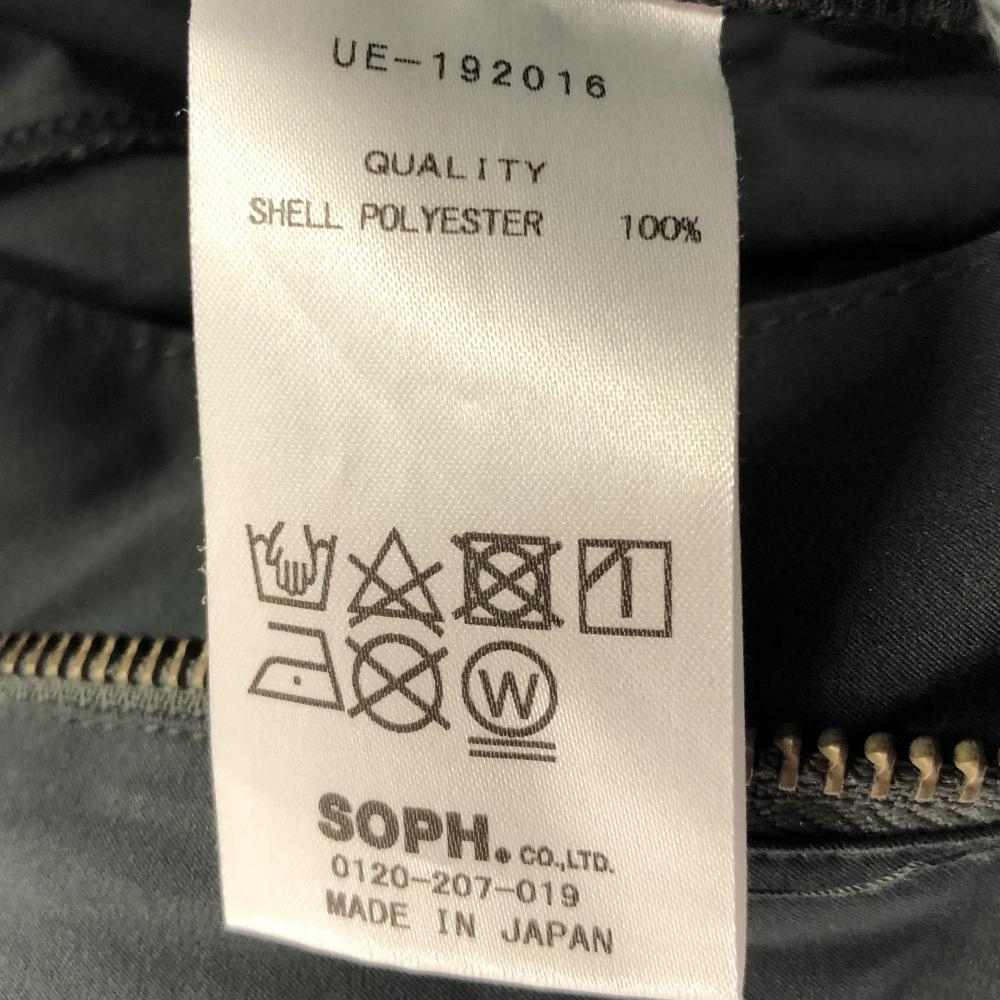 UE-192016
QUALITY
SHELL POLYESTER 100%
W
SOPH. CO.,LTD.
0120-207-019
MADE IN JAPAN